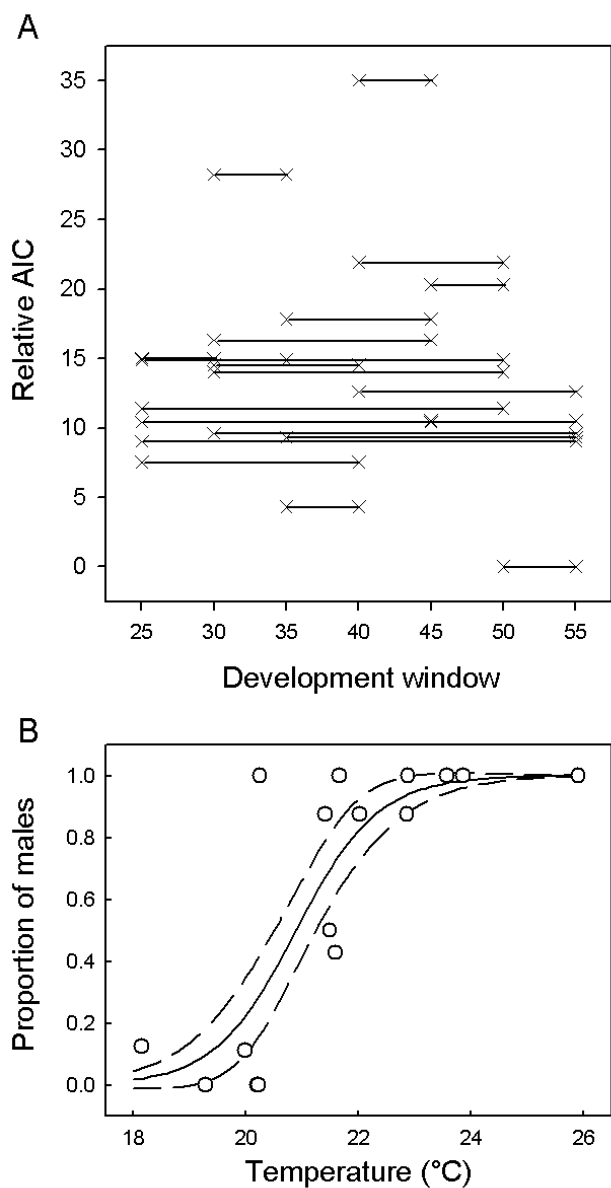 A
Relative AIC
35
30
25
20
15
10
5
0
25 30 35 40 45 50 55
Development window
B
Proportion of males
1.0
0.8
0.6
0.4
0.2
0.0
18 20 22 24 26
Temperature (°C)